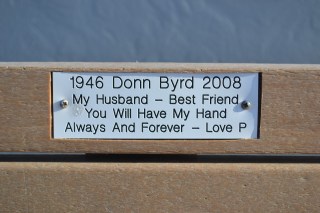 1946 Donn Byrd 2008
My Husband – Best Friend
You Will Have My Hand
Always And Forever – Love P